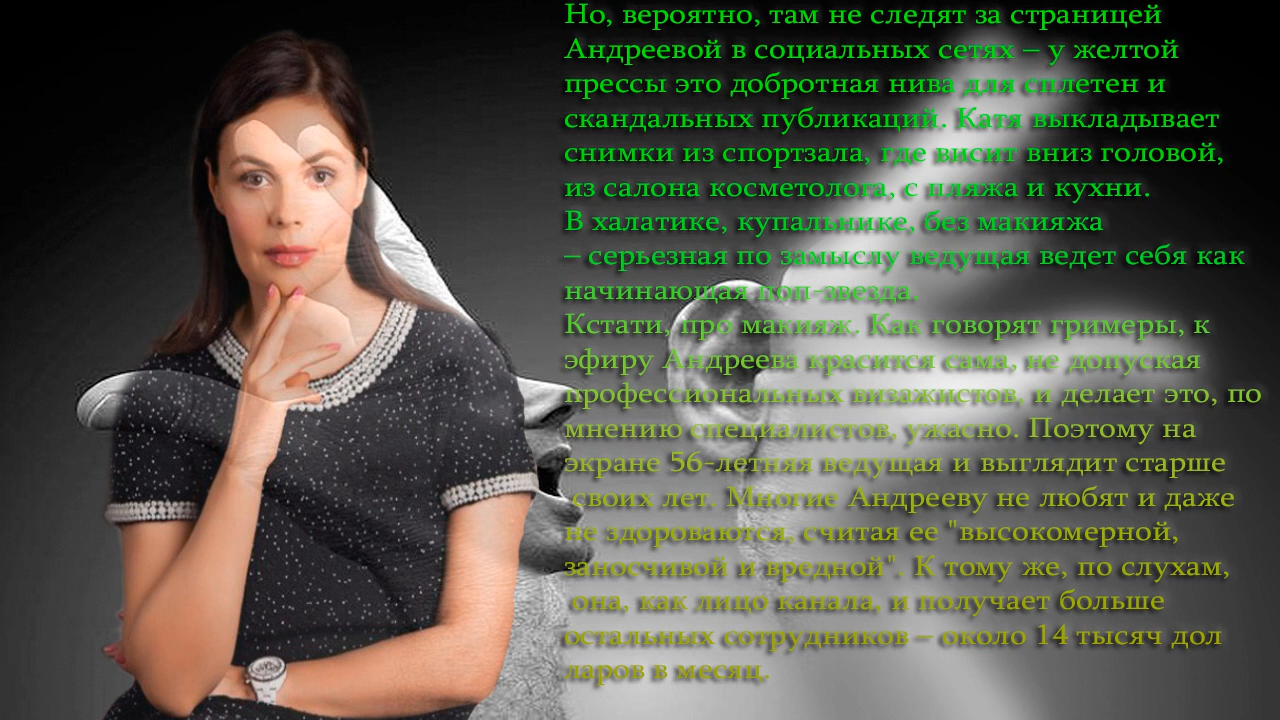 Но, вероятно, там не следят за страницей
Андреевой в социальных сетях – у желтой
прессы это добротная нива для сплетен и
скандальных публикаций. Катя выкладывает
снимки из спортзала, где висит вниз головой,
из салона косметолога, с пляжа и кухни.
В халатике, купальнике, без макияжа
– серьезная по замыслу ведущая ведет себя как
начинающая поп-звезда.
Кстати, про макияж. Как говорят гримеры, к
эфиру Андреева красится сама, не допуская
профессиональных визажистов, и делает это, по
мнению специалистов, ужасно. Поэтому на
экране 56-летняя ведущая и выглядит старше
своих лет. Многие Андрееву не любят и даже
не здороваются, считая ее "высокомерной,
заносчивой и вредной". К тому же, по слухам,
она, как лицо канала, и получает больше
остальных сотрудников – около 14 тысяч дол
ларов в месяц.